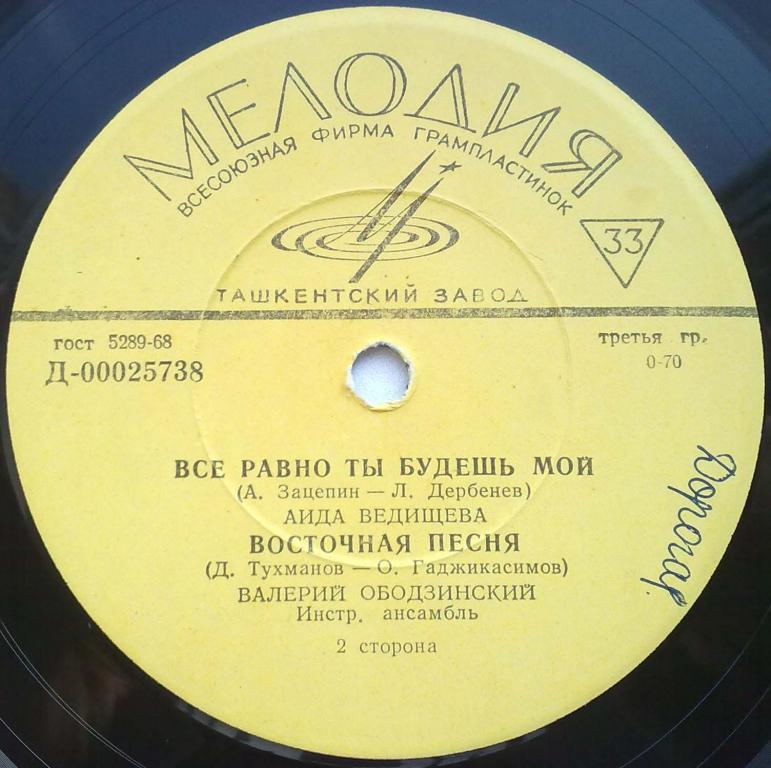 МЕЛОДИЯ
ВСЕСОЮЗНАЯ ФИРМА ГРАМПЛАСТИНОК
33
ТАШКЕНТСКИЙ ЗАВОД
гост 5289-68
третья гр.
Д-00025738
0-70
ВСЕ РАВНО ТЫ БУДЕШЬ МОЙ
(А. Зацепин — Л. Дербенев)
АИДА ВЕДИЩЕВА
ВОСТОЧНАЯ ПЕСНЯ
(Д. Тухманов — О. Гаджикасимов)
ВАЛЕРИЙ ОБОДЗИНСКИЙ
Инстр. ансамбль
2 сторона